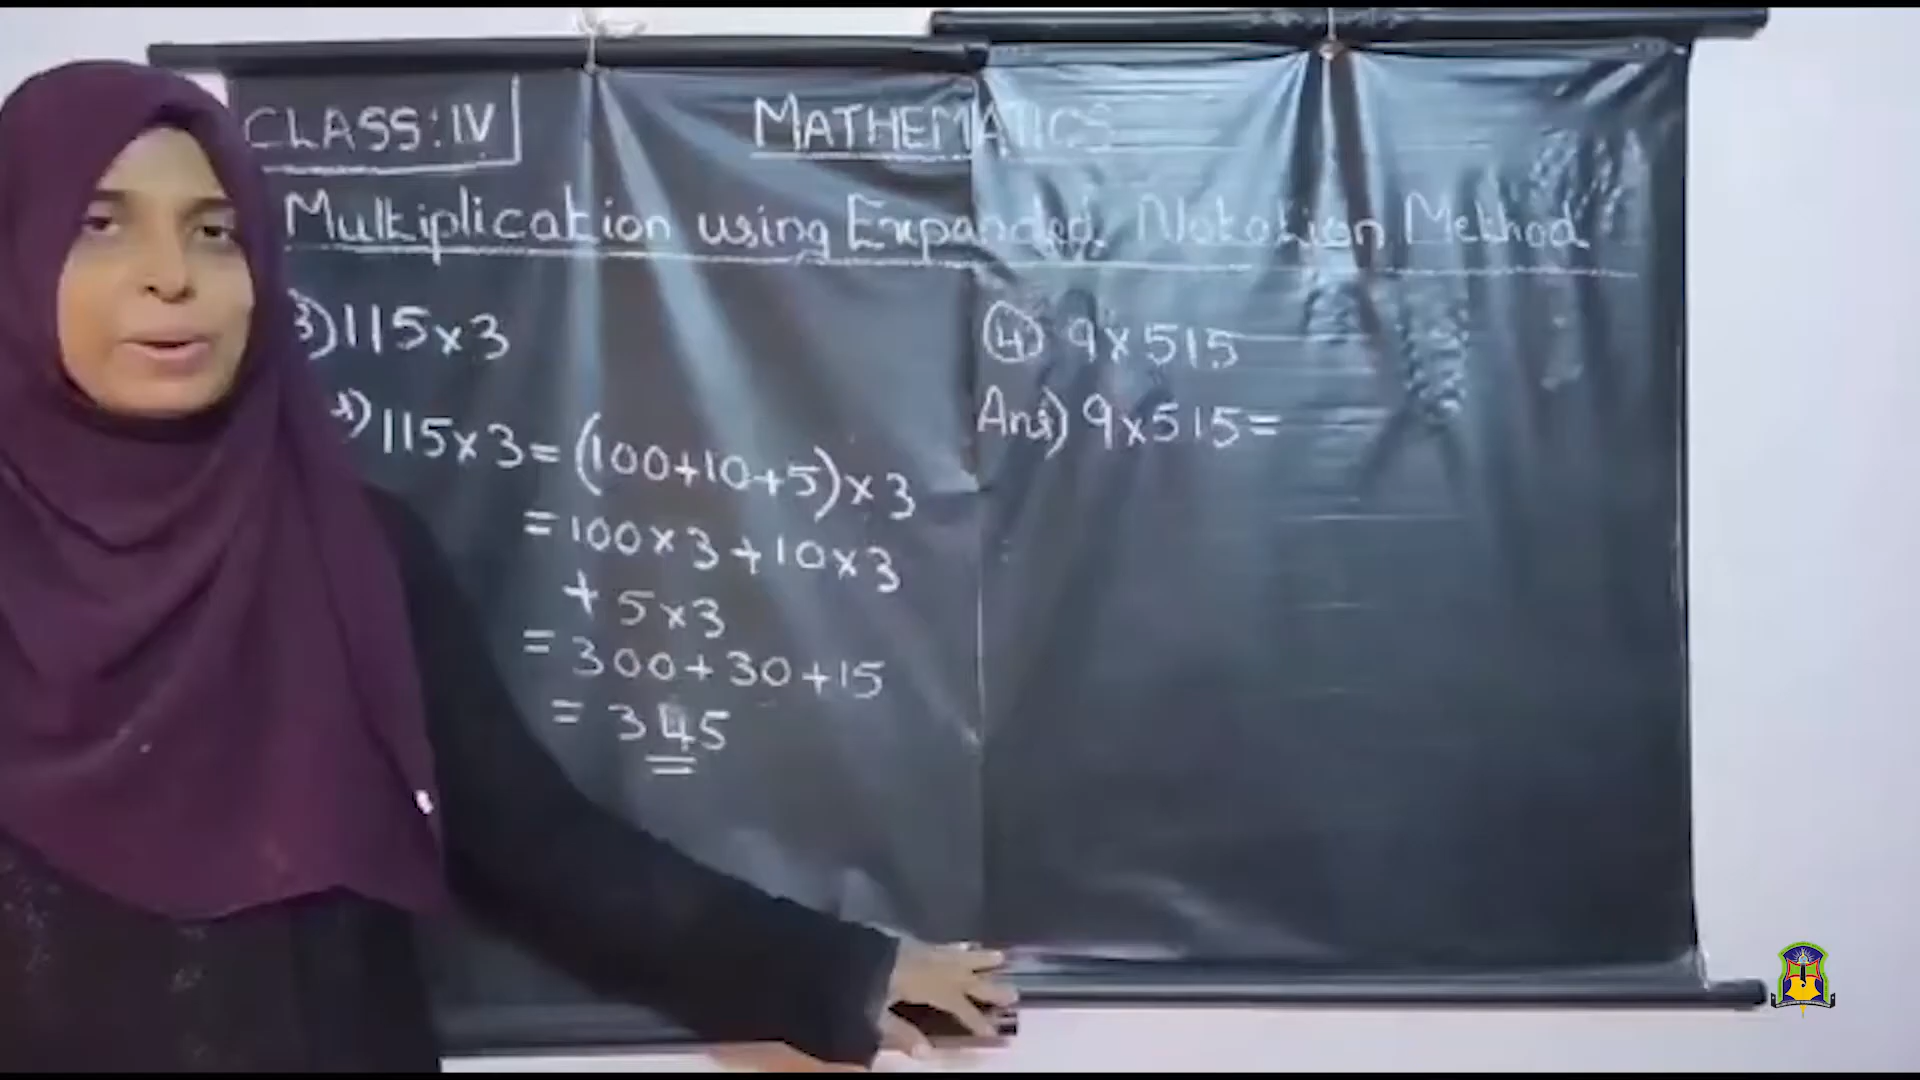 CLASS: IV
MATHEMATICS
Multiplication using Expanded Notation Method
3) 115×3
115×3 = (100+10+5)×3
= 100×3 + 10×3
+ 5×3
= 300 + 30 + 15
= 345
4 9×515
Ans) 9×515=